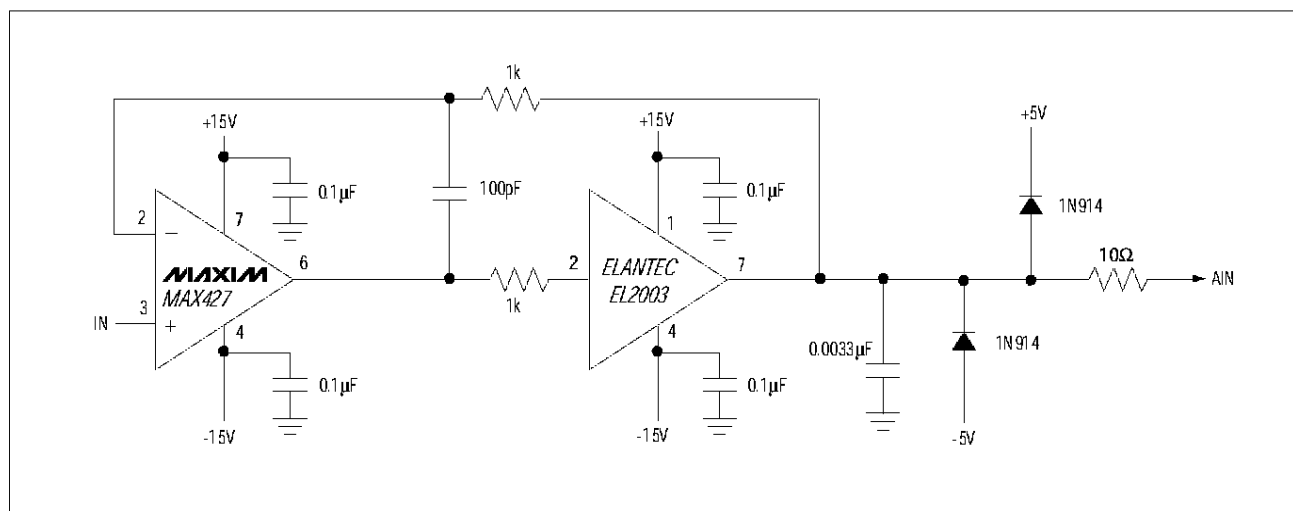 1k
+15V
0.1µF
100pF
+15V
0.1µF
+5V
1N914
2
7
−
MAXIM
MAX427
6
IN
3
+
4
0.1µF
-15V
1k
2
1
ELANTEC
EL2003
7
4
0.1µF
-15V
0.0033µF
1N914
-5V
10Ω
AIN